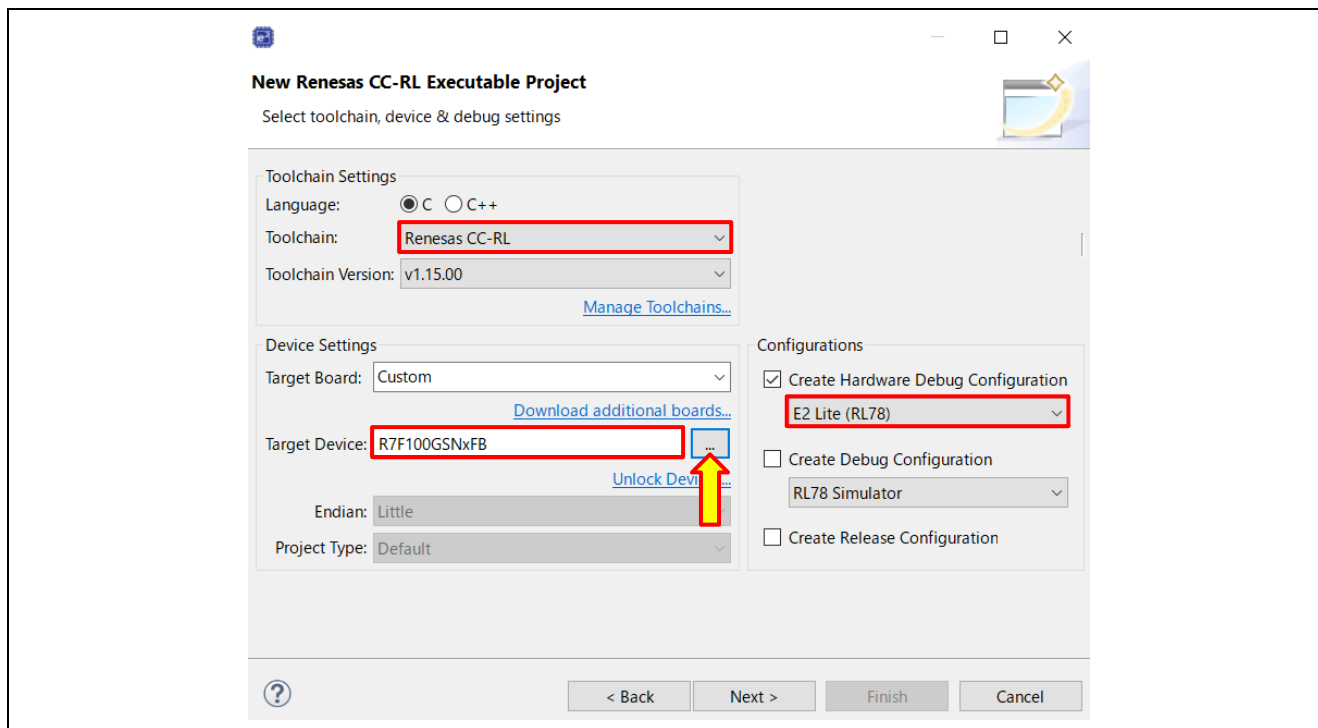 New Renesas CC-RL Executable Project
Select toolchain, device & debug settings
Toolchain Settings
Language: C C++
Toolchain: Renesas CC-RL
Toolchain Version: v1.15.00
Manage Toolchains...
Device Settings
Target Board: Custom
Download additional boards...
Target Device: R7F100GSNxFB ...
Unlock Devi ...
Endian: Little
Project Type: Default
Configurations
Create Hardware Debug Configuration
E2 Lite (RL78)
Create Debug Configuration
RL78 Simulator
Create Release Configuration
?
< Back Next > Finish Cancel